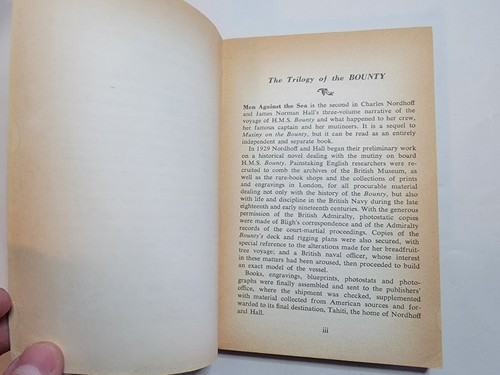 The Trilogy of the BOUNTY
Men Against the Sea is the second in Charles Nordhoff
and James Norman Hall's three-volume narrative of the
voyage of H.M.S. Bounty and what happened to her crew,
her famous captain and her mutineers. It is a sequel to
Mutiny on the Bounty, but it can be read as an entirely
independent and separate book.
In 1929 Nordhoff and Hall began their preliminary work
on a historical novel dealing with the mutiny on board
H.M.S. Bounty. Painstaking English researchers were re-
cruited to comb the archives of the British Museum, as
well as the rare-book shops and the collections of prints
and engravings in London, for all procurable material
dealing not only with the history of the Bounty, but also
with life and discipline in the British Navy during the late
eighteenth and early nineteenth centuries. With the generous
permission of the British Admiralty, photostatic copies
were made of Bligh's correspondence and of the Admiralty
records of the court-martial proceedings. Copies of the
Bounty's deck and rigging plans were also secured, with
special reference to the alterations made for her breadfruit-
tree voyage; and a British naval officer, whose interest
in these matters had been aroused, then proceeded to build
an exact model of the vessel.
Books, engravings, blueprints, photostats and photo-
graphs were finally assembled and sent to the publishers'
office, where the shipment was checked, supplemented
with material collected from American sources and for-
warded to its final destination, Tahiti, the home of Nordhoff
and Hall.
iii